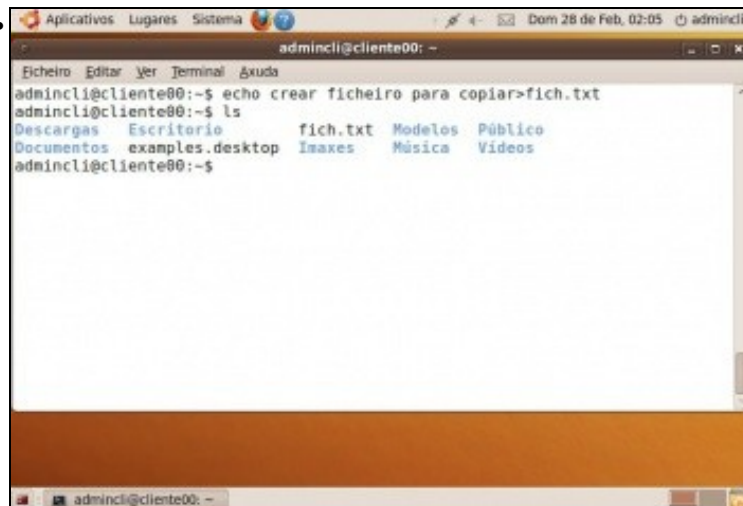 Aplicativos Lugares Sistema Dom 28 de Feb, 02:05 admincli
admincli@cliente00: ~
Ficheiro Editar Ver Terminal Axuda
admincli@cliente00:~$ echo crear ficheiro para copiar>fich.txt
admincli@cliente00:~$ ls
Descargas Escritorio fich.txt Modelos Público
Documentos examples.desktop Imaxes Música Vídeos
admincli@cliente00:~$
admincli@cliente00: ~